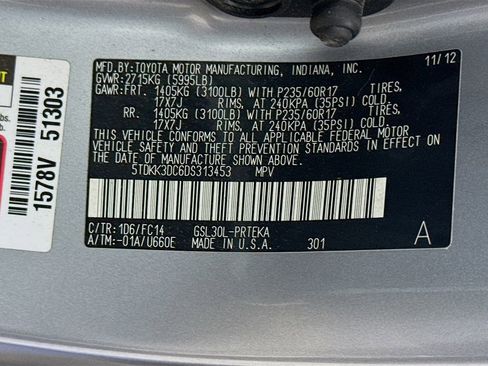 MFD.BY: TOYOTA MOTOR MANUFACTURING, INDIANA, INC. 11/12
GVWR: 2715KG (5995LB)
GAWR: FRT. 1405KG (3100LB) WITH P235/60R17
17X7J RIMS, AT 240KPA (35PSI) COLD.
RR. 1405KG (3100LB) WITH P235/60R17
17X7J RIMS, AT 240KPA (35PSI) COLD.
THIS VEHICLE CONFORMS TO ALL APPLICABLE FEDERAL MOTOR
VEHICLE SAFETY AND THEFT PREVENTION STANDARDS IN EFFECT
ON THE DATE OF MANUFACTURE SHOWN ABOVE.
5TDKK3DC6DS313453 MPV
C/TR: 1D6/FC14 GSL30L-PRTEKA A
A/TM: -01A/U660E MADE IN U.S.A. 301
1578V 51303